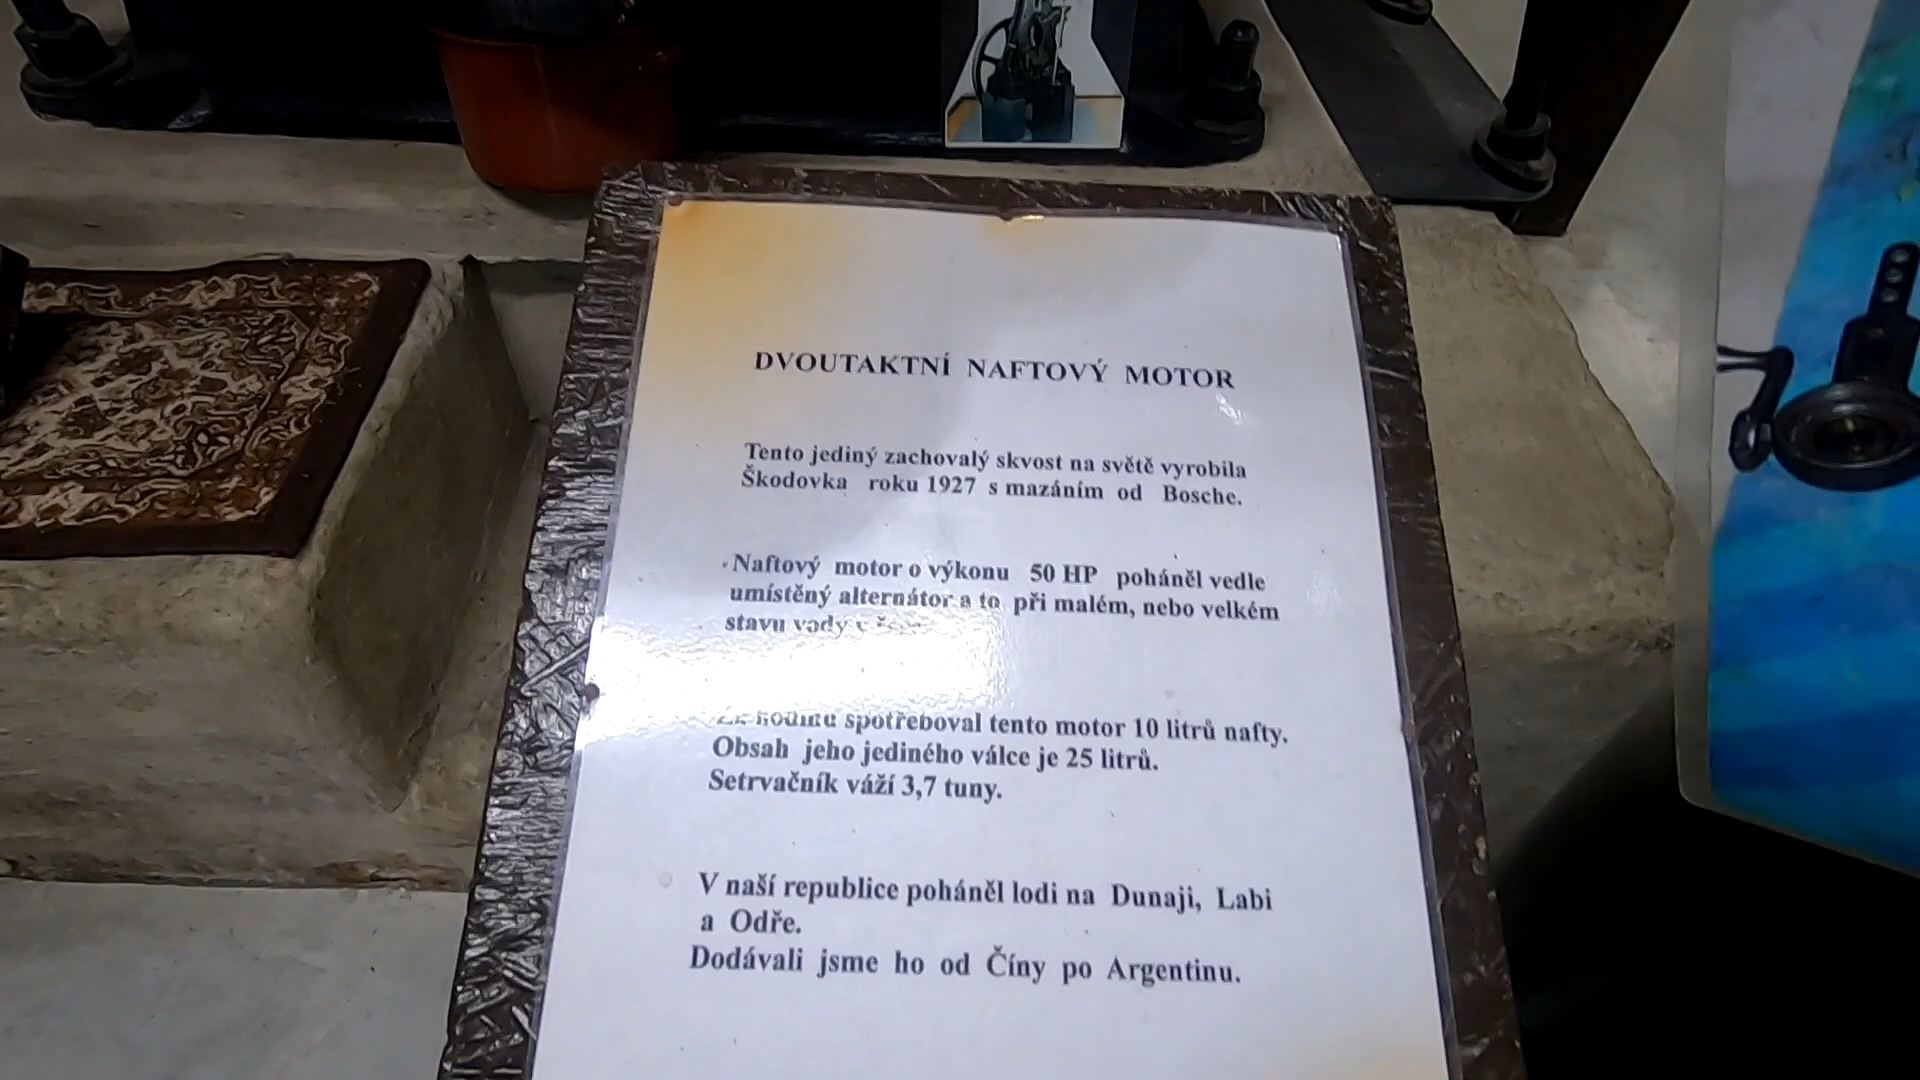 DVOUTAKTNÍ NAFTOVÝ MOTOR
Tento jediný zachovalý skvost na světě vyrobila
Škodovka roku 1927 s mazáním od Bosche.
Naftový motor o výkonu 50 HP poháněl vedle
umístěný alternátor a to při malém, nebo velkém
stavu vody v
hodinu spotřeboval tento motor 10 litrů nafty.
Obsah jeho jediného válce je 25 litrů.
Setrvačník váží 3,7 tuny.
V naší republice poháněl lodi na Dunaji, Labi
a Odře.
Dodávali jsme ho od Číny po Argentinu.